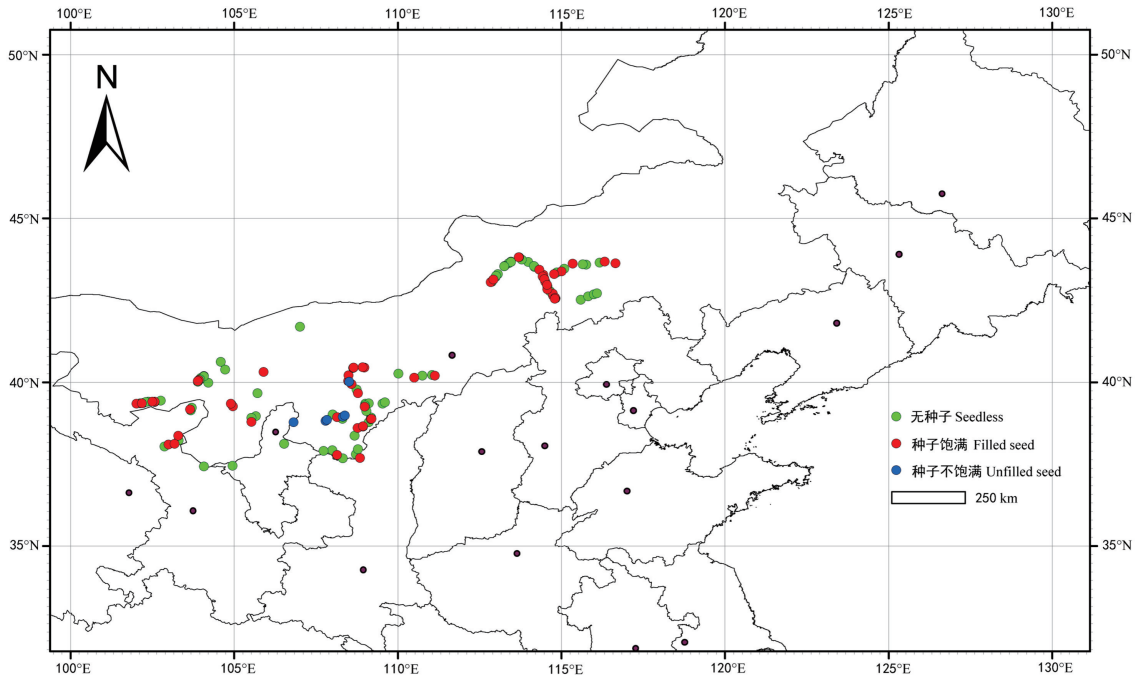 100°E 105°E 110°E 115°E 120°E 125°E 130°E
50°N 50°N
N
45°N 45°N
40°N 40°N
无种子 Seedless
种子饱满 Filled seed
种子不饱满 Unfilled seed
250 km
35°N 35°N
100°E 105°E 110°E 115°E 120°E 125°E 130°E